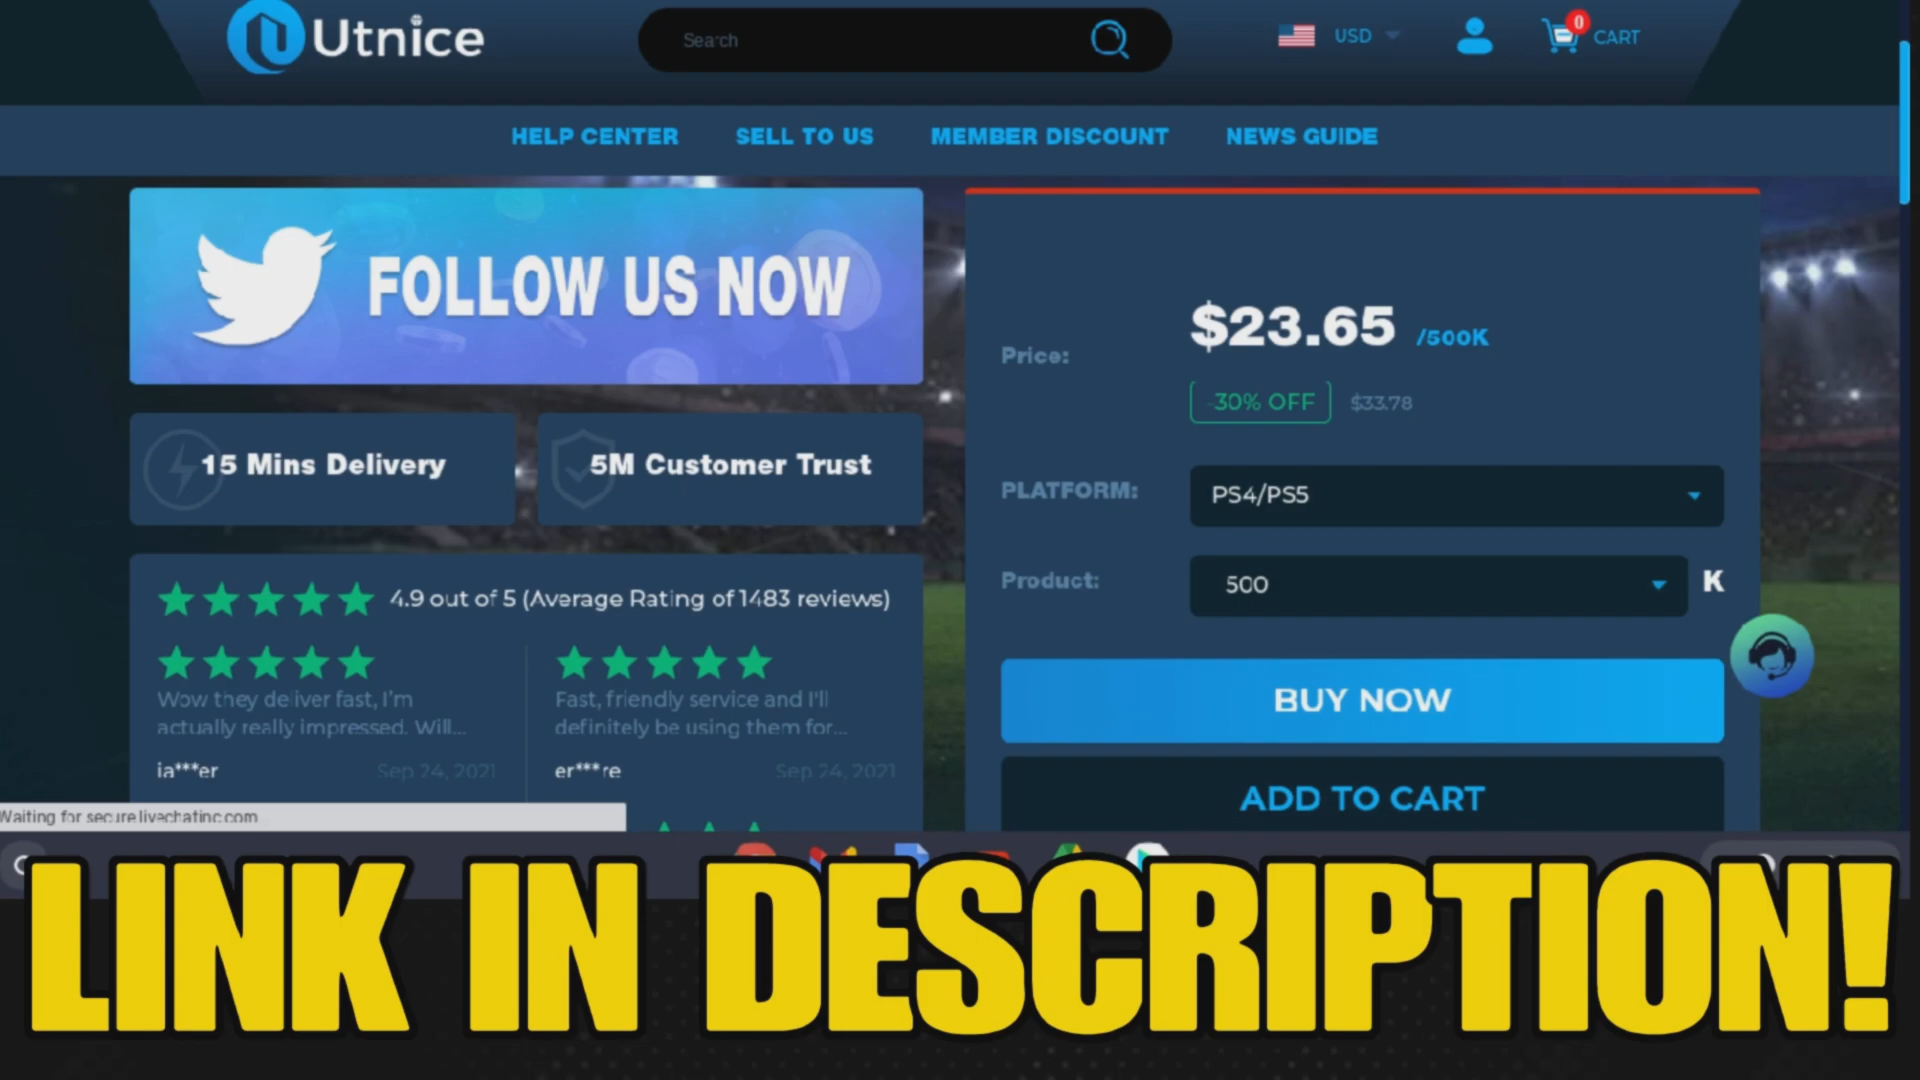 Utnice
Search
USD
0
CART
HELP CENTER
SELL TO US
MEMBER DISCOUNT
NEWS GUIDE
FOLLOW US NOW
15 Mins Delivery
5M Customer Trust
4.9 out of 5 (Average Rating of 1483 reviews)
Wow they deliver fast, I'm
actually really impressed. Will...
ia***er
Sep 24, 2021
Fast, friendly service and I'll
definitely be using them for...
er***re
Sep 24, 2021
Price:
$23.65 /500K
-30% OFF
$33.78
PLATFORM:
PS4/PS5
Product:
500
K
BUY NOW
ADD TO CART
Waiting for secure.livechatinc.com
LINK IN DESCRIPTION!